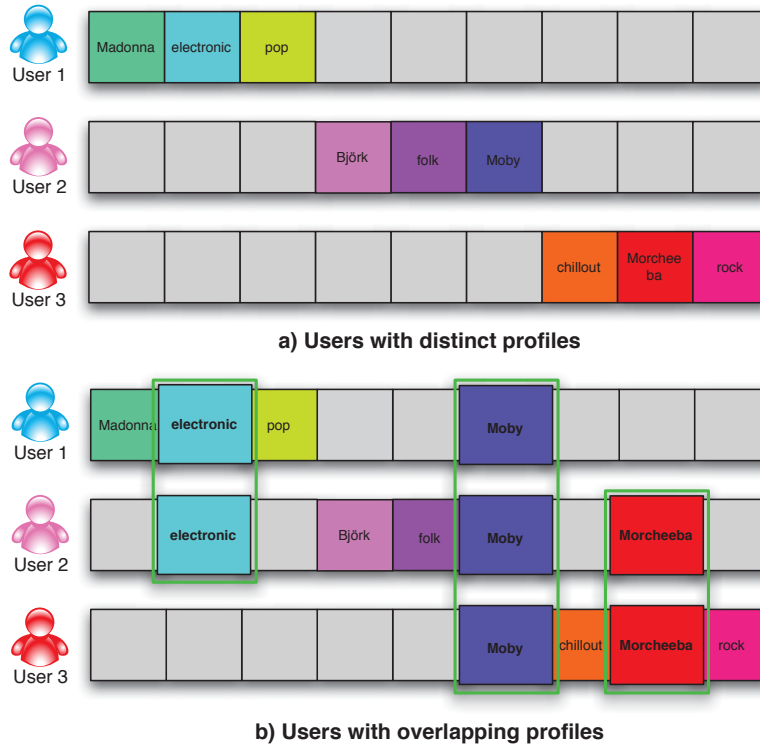 Madonna electronic pop
User 1
Björk folk Moby
User 2
chillout Morchee
ba rock
User 3
a) Users with distinct profiles
Madonna electronic pop Moby
User 1
electronic Björk folk Moby Morcheeba
User 2
Moby chillout Morcheeba rock
User 3
b) Users with overlapping profiles